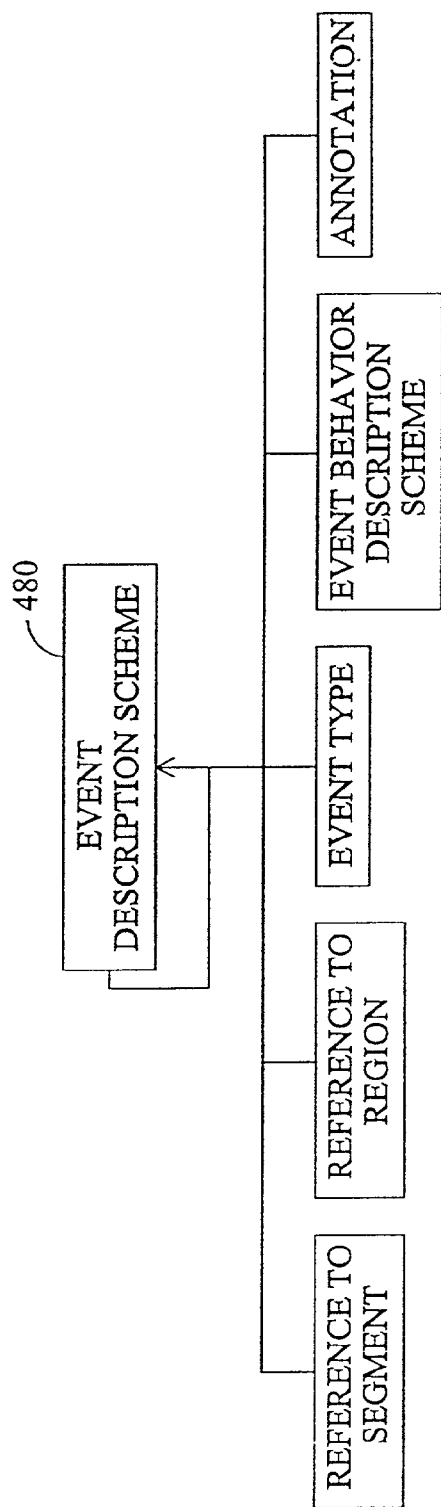 480
EVENT
DESCRIPTION SCHEME
REFERENCE TO
SEGMENT
REFERENCE TO
REGION
EVENT TYPE
EVENT BEHAVIOR
DESCRIPTION
SCHEME
ANNOTATION